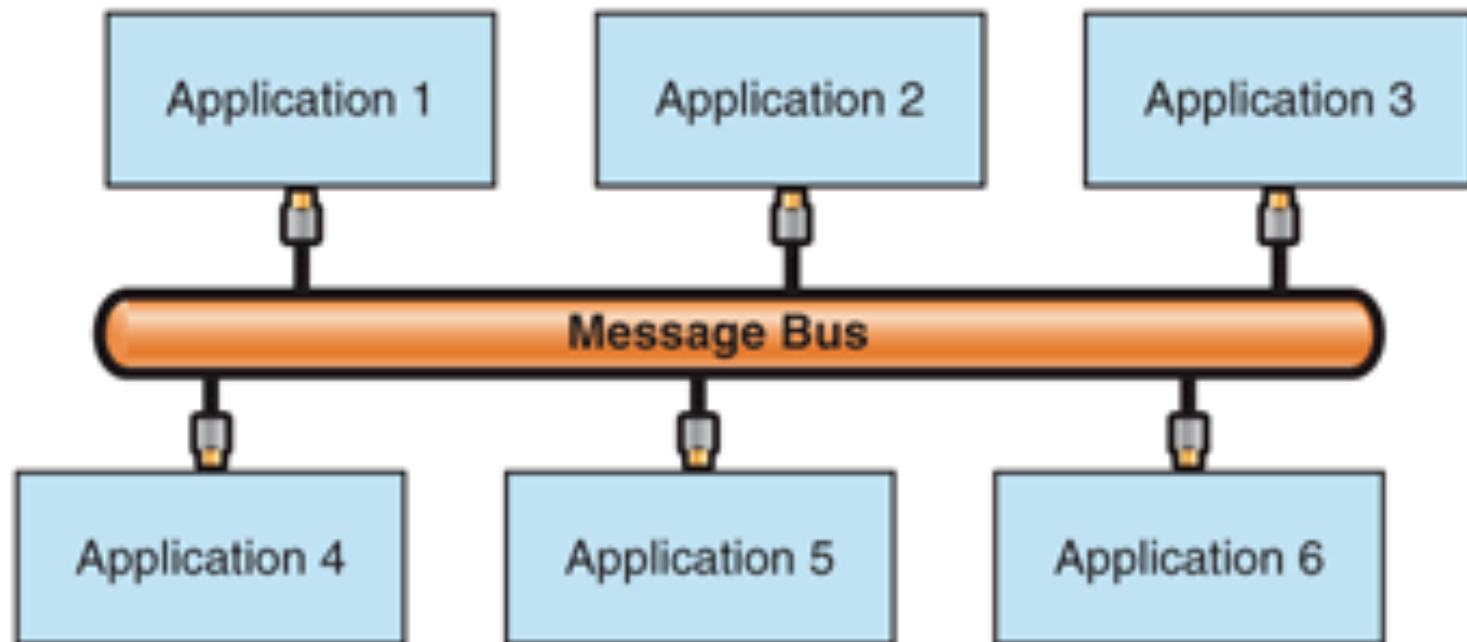 Application 1
Application 2
Application 3
Message Bus
Application 4
Application 5
Application 6